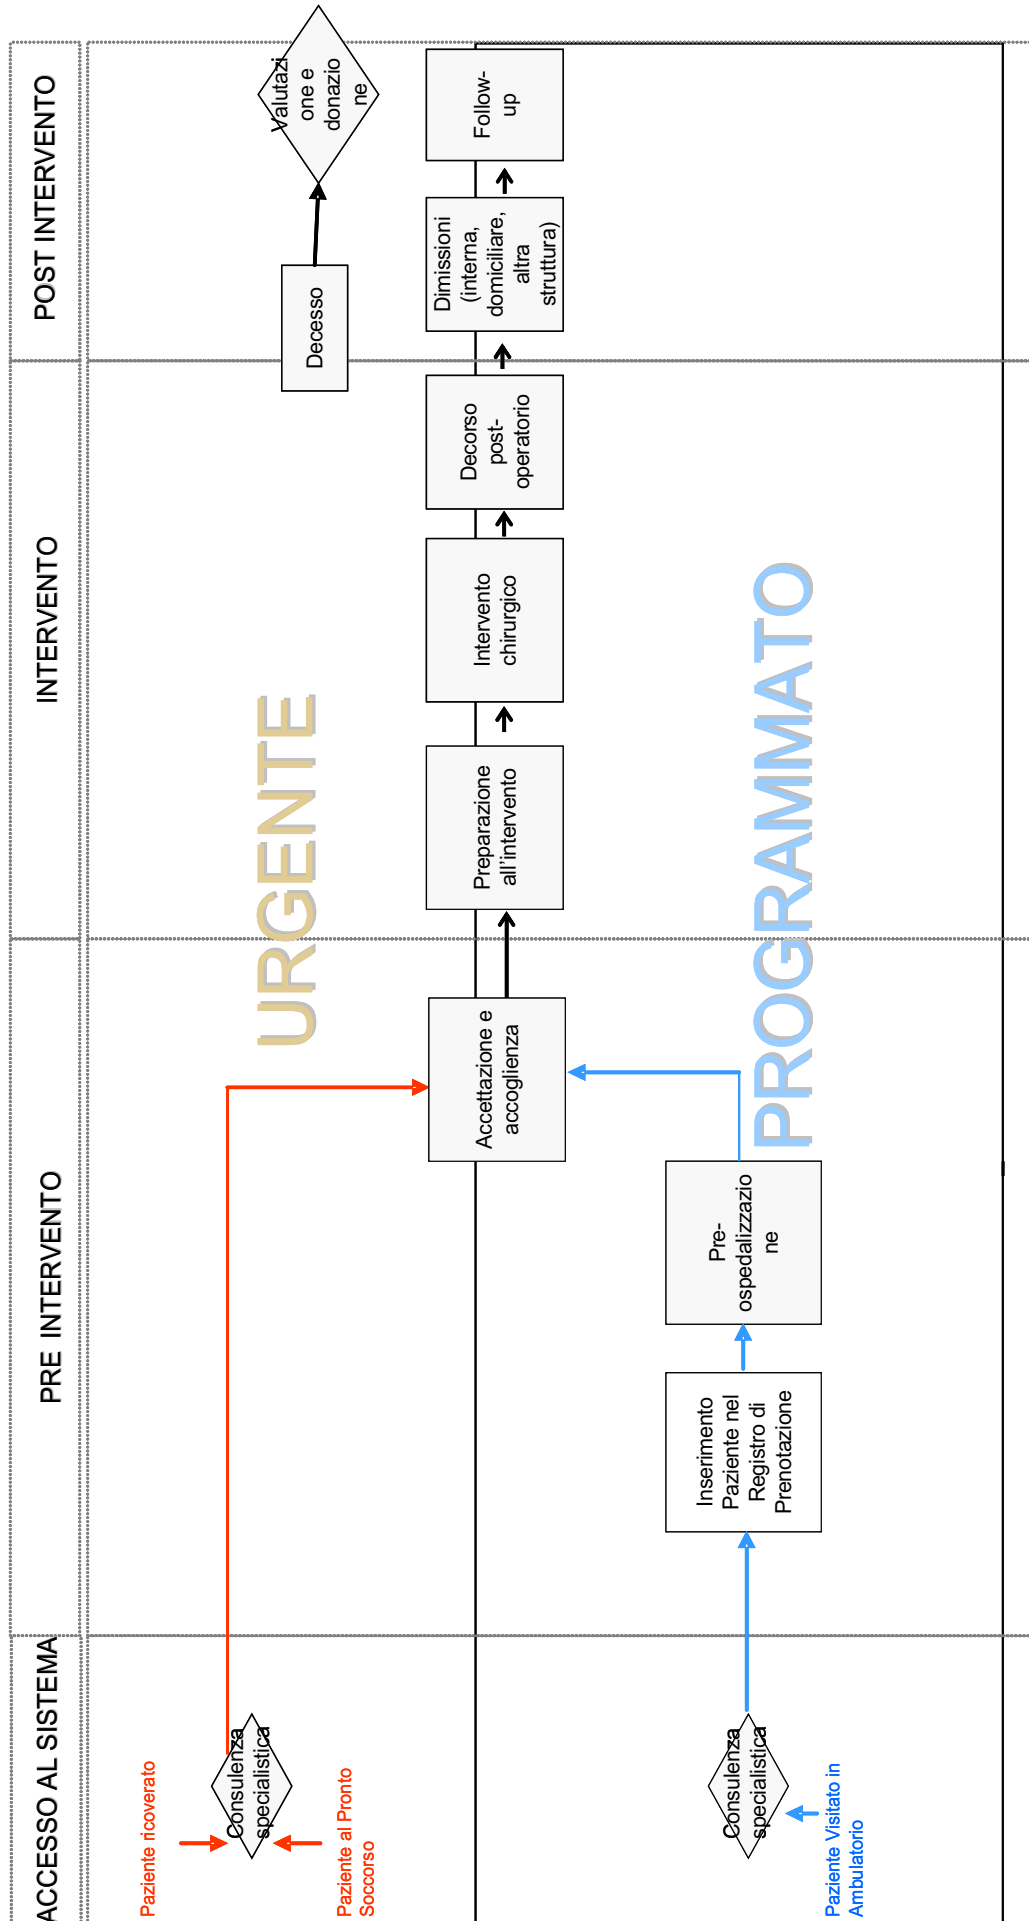 ACCESSO AL SISTEMA
PRE INTERVENTO
INTERVENTO
POST INTERVENTO
Paziente ricoverato
Consulenza
specialistica
Paziente al Pronto
Soccorso
URGENTE
Decesso
Valutazi
one e
donazio
ne
Accettazione e
accoglienza
Preparazione
all'intervento
Intervento
chirurgico
Decorso
post-
operatorio
Dimissioni
(interna,
domiciliare,
altra
struttura)
Follow-
up
Consulenza
specialistica
Paziente Visitato in
Ambulatorio
Inserimento
Paziente nel
Registro di
Prenotazione
Pre-
ospedalizzazio
ne
PROGRAMMATO